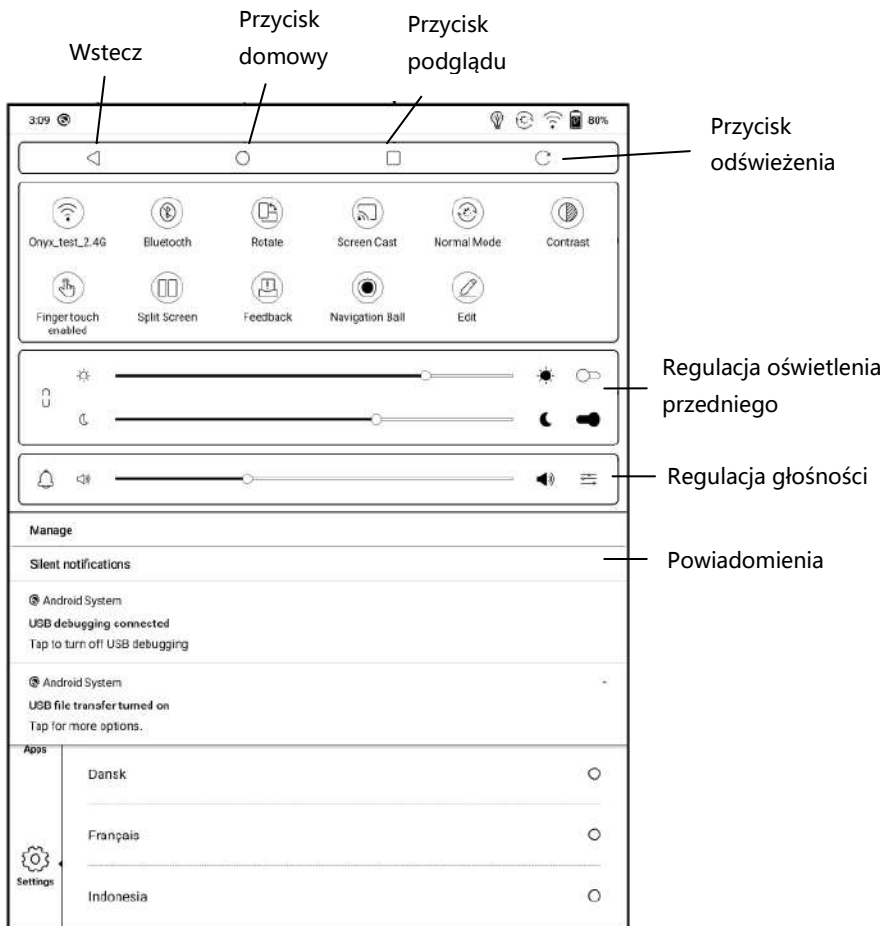 Przycisk
domowy
Przycisk
podglądu
Wstecz
3:09
80%
Przycisk
odświeżenia
Onyx_test_2.4G
Bluetooth
Rotate
Screen Cast
Normal Mode
Contrast
Finger touch
enabled
Split Screen
Feedback
Navigation Ball
Edit
Regulacja oświetlenia
przedniego
Regulacja głośności
Manage
Silent notifications
Powiadomienia
Android System
USB debugging connected
Tap to turn off USB debugging
Android System
USB file transfer turned on
Tap for more options.
Apps
Dansk
Français
Settings
Indonesia